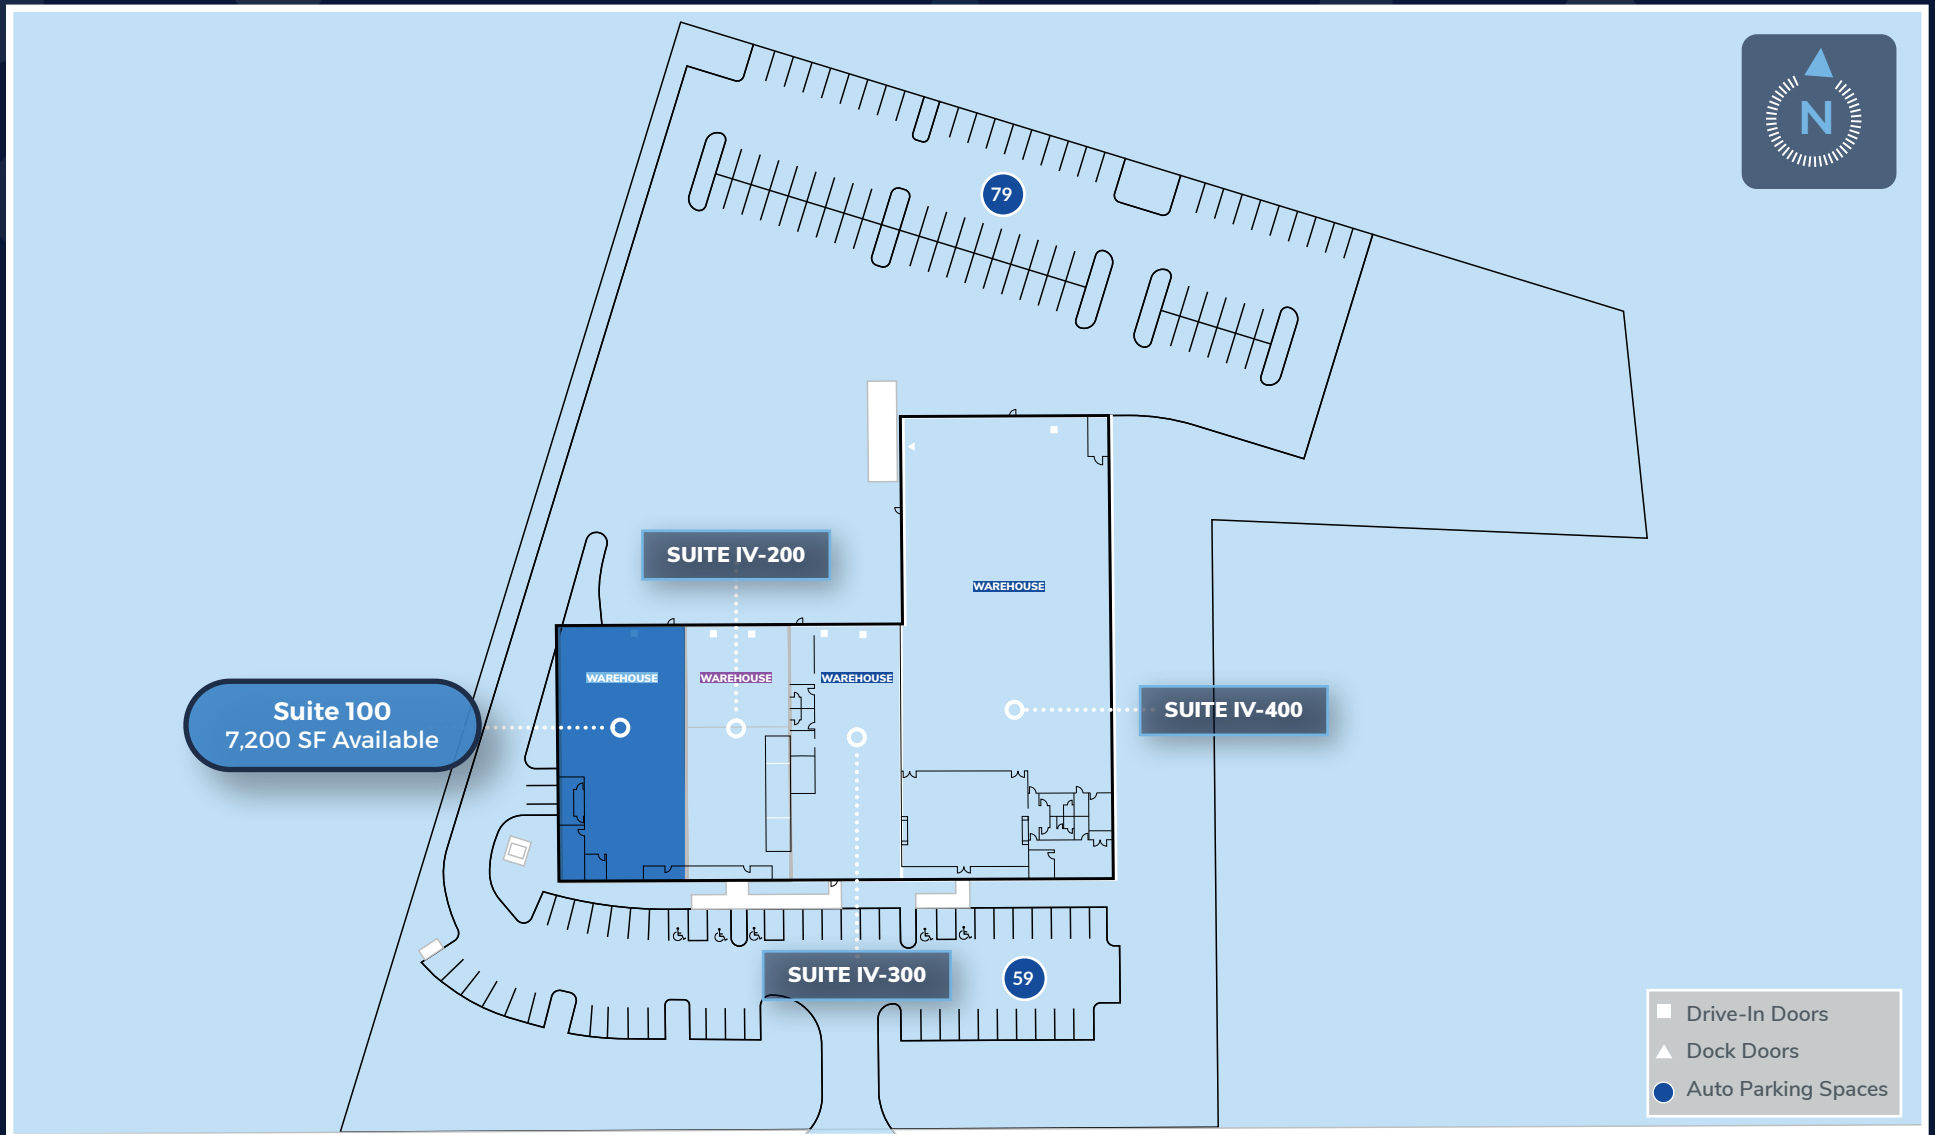 N
79
SUITE IV-200
WAREHOUSE
WAREHOUSE
WAREHOUSE
WAREHOUSE
Suite 100
7,200 SF Available
SUITE IV-400
SUITE IV-300
59
Drive-In Doors
Dock Doors
Auto Parking Spaces